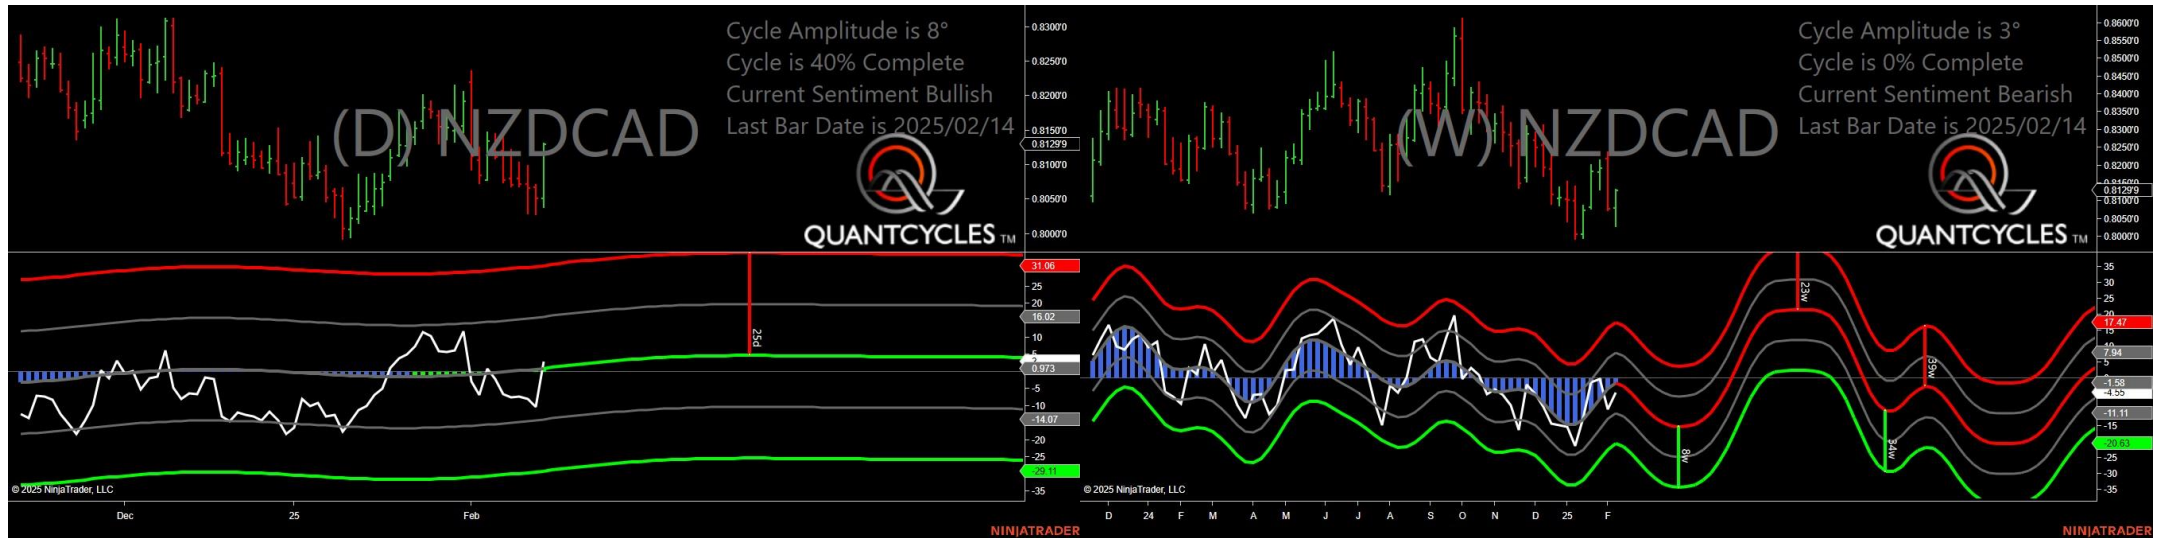 Cycle Amplitude is 8°
Cycle is 40% Complete
Current Sentiment Bullish
Last Bar Date is 2025/02/14
(D) NZDCAD
QUANTCYCLES TM
0.8300'0
0.8250'0
0.8200'0
0.8150'0
0.8129'9
0.8100'0
0.8050'0
0.8000'0
31.06
25
20
16.02
10
5
0.973
-5
-10
-14.07
-20
-25
-29.11
-35
25d
© 2025 NinjaTrader, LLC
Dec
25
Feb
NINJATRADER
Cycle Amplitude is 3°
Cycle is 0% Complete
Current Sentiment Bearish
Last Bar Date is 2025/02/14
(W) NZDCAD
QUANTCYCLES TM
0.8600'0
0.8550'0
0.8500'0
0.8450'0
0.8400'0
0.8350'0
0.8300'0
0.8250'0
0.8200'0
0.8150'0
0.8129'9
0.8100'0
0.8050'0
0.8000'0
35
30
25
20
17.47
15
7.94
5
-1.58
-4.55
-11.11
-15
-20.63
-25
-30
-35
23w
39w
8w
34w
© 2025 NinjaTrader, LLC
D 24 F M A M J J A S O N D 25 F
NINJATRADER